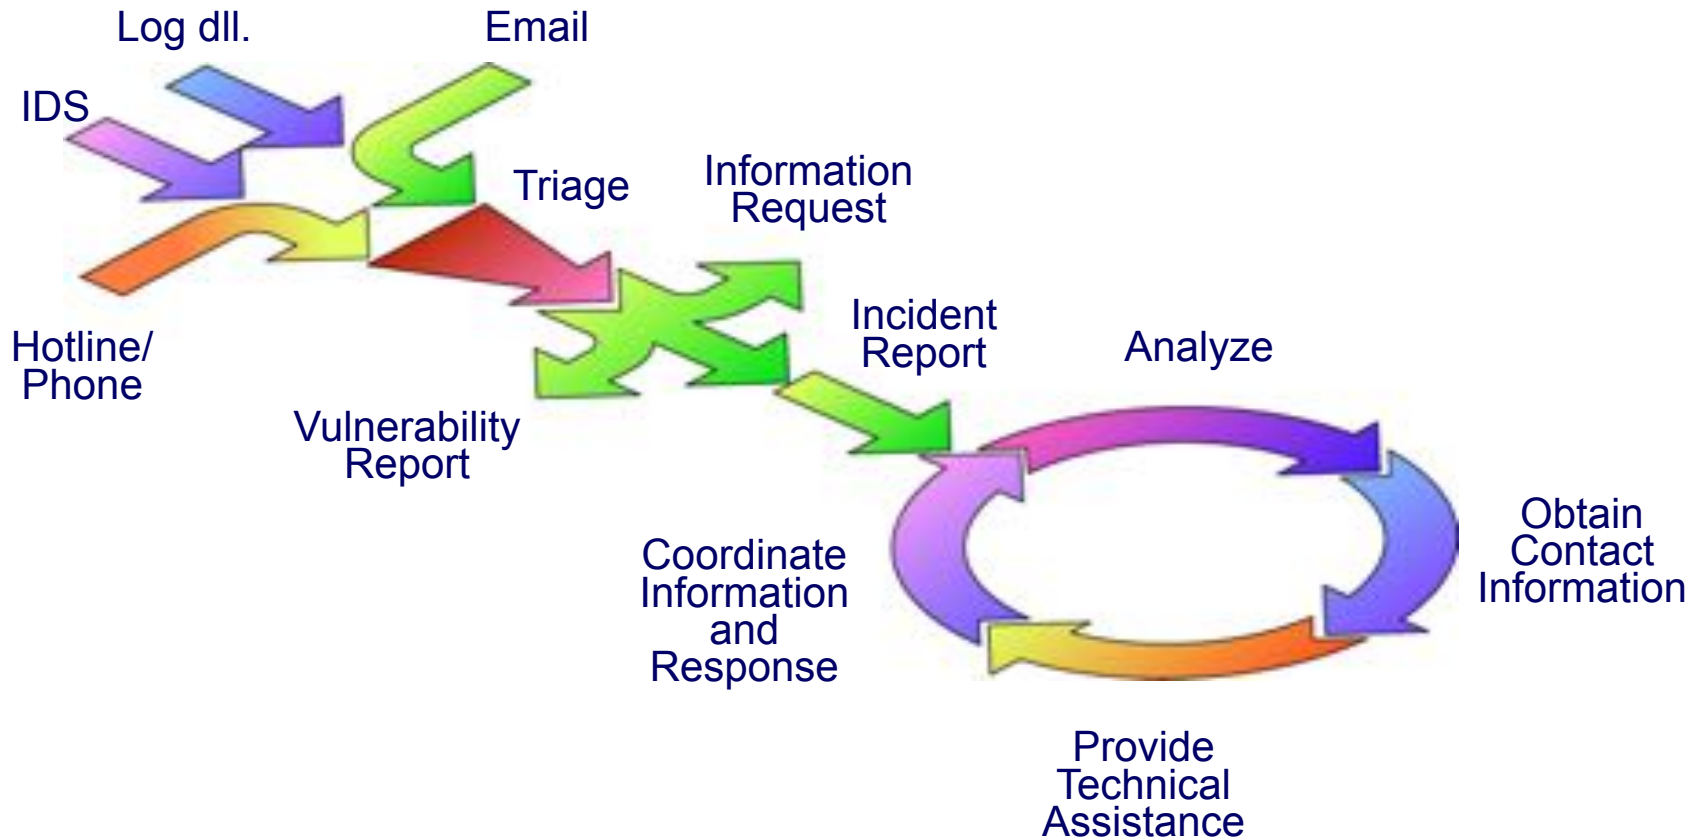 Log dll.
Email
IDS
Triage
Information
Request
Hotline/
Phone
Incident
Report
Analyze
Vulnerability
Report
Obtain
Contact
Information
Coordinate
Information
and
Response
Provide
Technical
Assistance